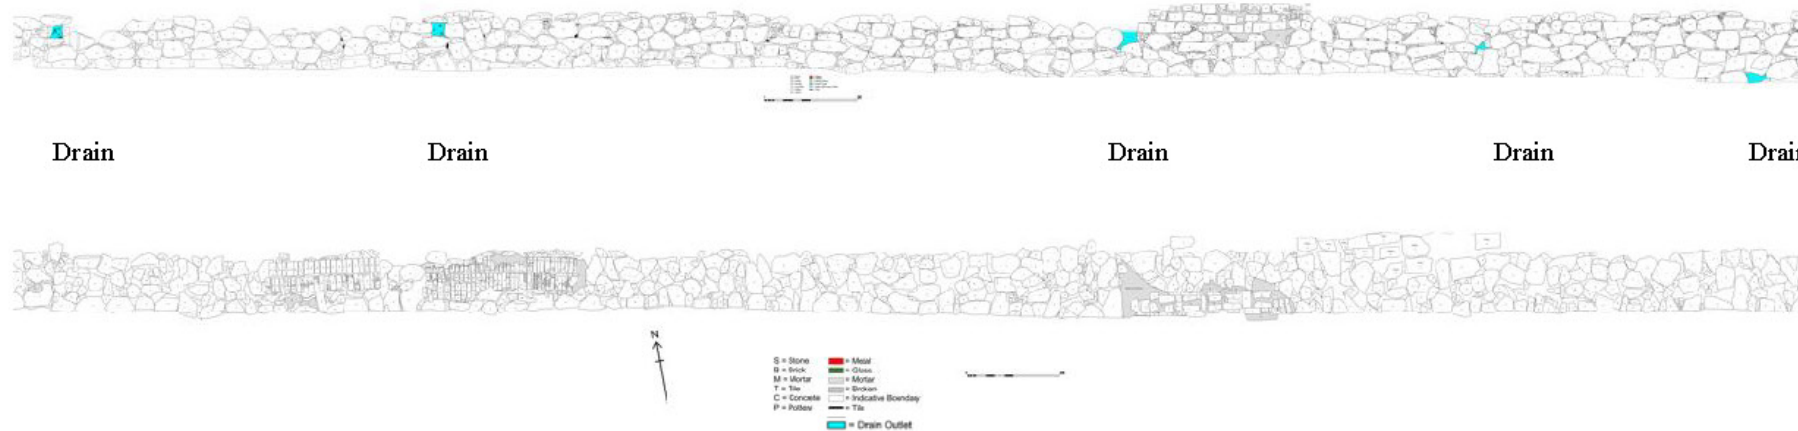 Drain
Drain
Drain
Drain
Drain
N
S = Stone
B = Brick
M = Mortar
T = Tile
C = Concrete
P = Pottery
= Metal
= Glass
= Mortar
= Broken
= Indicative Boundary
= Tile
= Drain Outlet